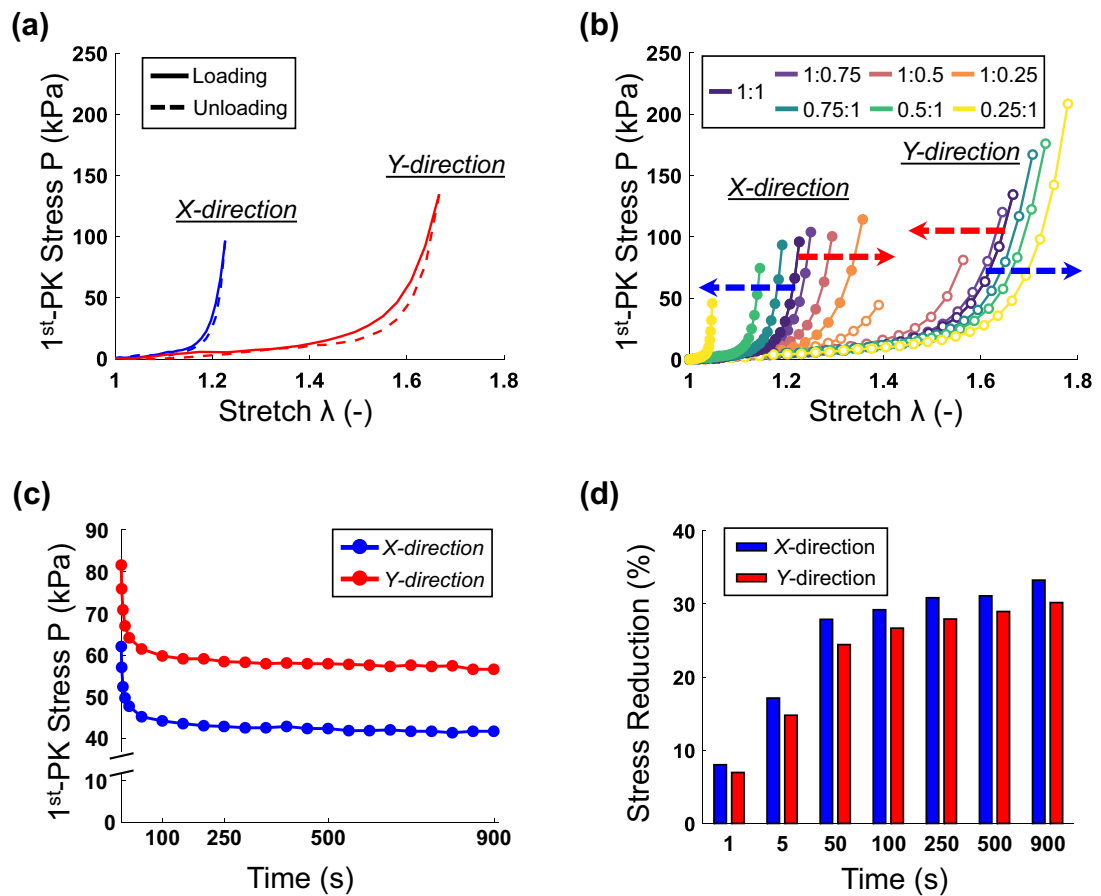 (a)
1st-PK Stress P (kPa)
250
200
150
100
50
0
Loading
Unloading
X-direction
Y-direction
1
1.2
1.4
1.6
1.8
Stretch λ (-)
(b)
1st-PK Stress P (kPa)
250
200
150
100
50
0
1:1
1:0.75
1:0.5
1:0.25
0.75:1
0.5:1
0.25:1
X-direction
Y-direction
1
1.2
1.4
1.6
1.8
Stretch λ (-)
(c)
1st-PK Stress P (kPa)
90
80
70
60
50
40
10
0
X-direction
Y-direction
100
250
500
900
Time (s)
(d)
Stress Reduction (%)
40
30
20
10
0
X-direction
Y-direction
1
5
50
100
250
500
900
Time (s)